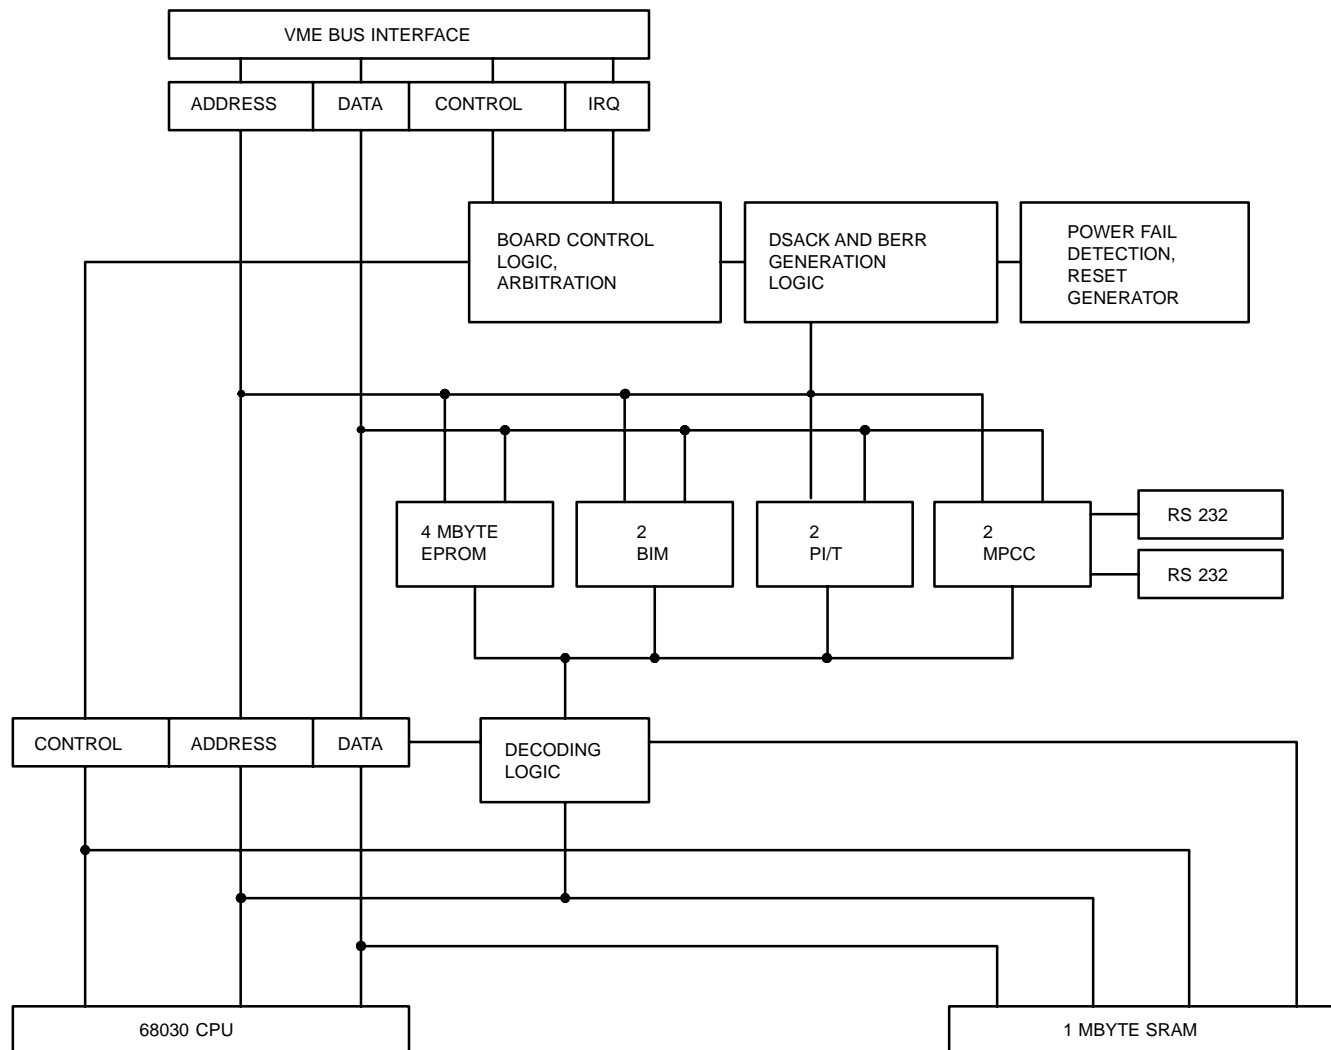 VME BUS INTERFACE
ADDRESS
DATA
CONTROL
IRQ
BOARD CONTROL
LOGIC,
ARBITRATION
DSACK AND BERR
GENERATION
LOGIC
POWER FAIL
DETECTION,
RESET
GENERATOR
4 MBYTE
EPROM
2
BIM
2
PI/T
2
MPCC
RS 232
RS 232
CONTROL
ADDRESS
DATA
DECODING
LOGIC
68030 CPU
1 MBYTE SRAM